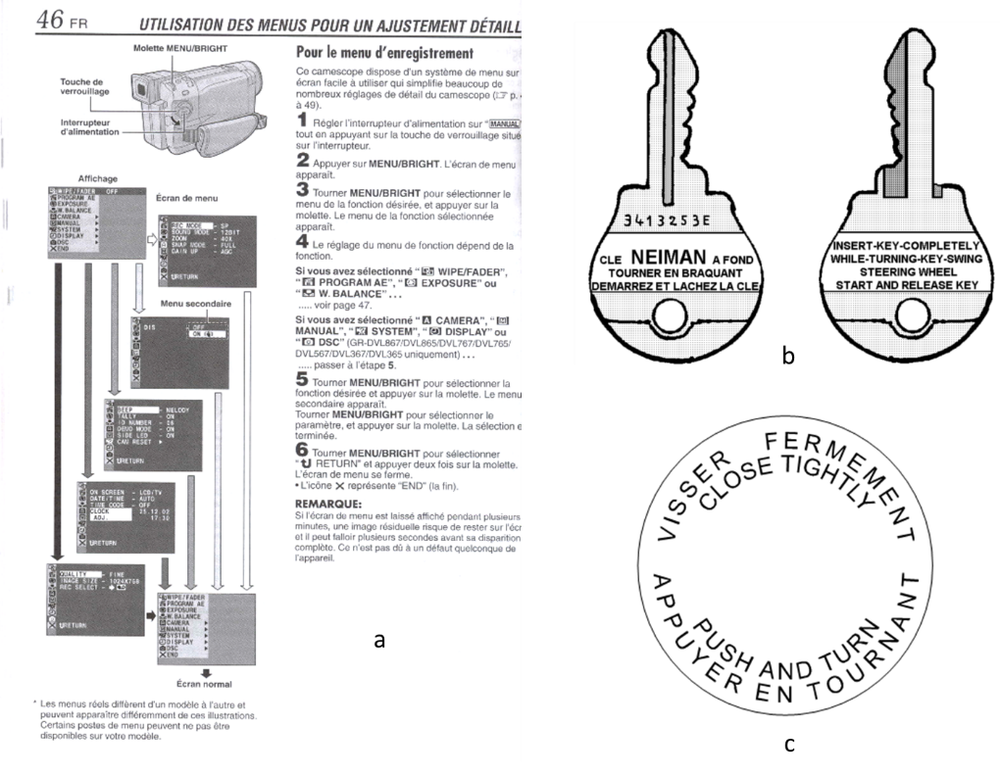 46 FR
UTILISATION DES MENUS POUR UN AJUSTEMENT DÉTAILL
Molette MENU/BRIGHT
Touche de
verrouillage
Interrupteur
d'alimentation
Affichage
WIPE/FADER OFF
PROGRAM AE
EXPOSURE
W.BALANCE
CAMERA
MANUAL
SYSTEM
DISPLAY
DSC
END
Écran de menu
REC MODE – SP
SOUND MODE – 12BIT
ZOOM – 40X
SNAP MODE – FULL
GAIN UP – AGC
RETURN
Menu secondaire
DIS OFF
ON
BEEP – MELODY
TALLY – ON
ID NUMBER – 06
DEMO MODE – ON
SIDE LED – ON
CAM RESET
RETURN
ON SCREEN – LCD/TV
DATE/TIME – AUTO
TIME CODE – OFF
CLOCK 25.12.02
ADJ. 17:30
RETURN
QUALITY – FINE
IMAGE SIZE – 1024X768
REC SELECT –
RETURN
WIPE/FADER
PROGRAM AE
EXPOSURE
W.BALANCE
CAMERA
MANUAL
SYSTEM
DISPLAY
DSC
END
Écran normal
* Les menus réels diffèrent d'un modèle à l'autre et
peuvent apparaître différemment de ces illustrations.
Certains postes de menu peuvent ne pas être
disponibles sur votre modèle.
Pour le menu d'enregistrement
Ce camescope dispose d'un système de menu sur
écran facile à utiliser qui simplifie beaucoup de
nombreux réglages de détail du camescope (☞ p.
à 49).
1 Régler l'interrupteur d'alimentation sur "MANUAL
tout en appuyant sur la touche de verrouillage situé
sur l'interrupteur.
2 Appuyer sur MENU/BRIGHT. L'écran de menu
apparaît.
3 Tourner MENU/BRIGHT pour sélectionner le
menu de la fonction désirée, et appuyer sur la
molette. Le menu de la fonction sélectionnée
apparaît.
4 Le réglage du menu de fonction dépend de la
fonction.
Si vous avez sélectionné " WIPE/FADER",
" PROGRAM AE", " EXPOSURE" ou
" W. BALANCE" . . .
..... voir page 47.
Si vous avez sélectionné " CAMERA", "
MANUAL", " SYSTEM", " DISPLAY" ou
" DSC" (GR-DVL867/DVL865/DVL767/DVL765/
DVL567/DVL367/DVL365 uniquement) . . .
..... passer à l'étape 5.
5 Tourner MENU/BRIGHT pour sélectionner la
fonction désirée et appuyer sur la molette. Le menu
secondaire apparaît.
Tourner MENU/BRIGHT pour sélectionner le
paramètre, et appuyer sur la molette. La sélection e
terminée.
6 Tourner MENU/BRIGHT pour sélectionner
" RETURN" et appuyer deux fois sur la molette.
L'écran de menu se ferme.
• L'icône ✕ représente "END" (la fin).
REMARQUE:
Si l'écran de menu est laissé affiché pendant plusieurs
minutes, une image résiduelle risque de rester sur l'écr
et il peut falloir plusieurs secondes avant sa disparition
complète. Ce n'est pas dû à un défaut quelconque de
l'appareil.
a
3413253E
CLE NEIMAN A FOND
TOURNER EN BRAQUANT
DEMARREZ ET LACHEZ LA CLE
INSERT-KEY-COMPLETELY
WHILE-TURNING-KEY-SWING
STEERING WHEEL
START AND RELEASE KEY
b
VISSER FERMEMENT
CLOSE TIGHTLY
PUSH AND TURN
APPUYER EN TOURNANT
c